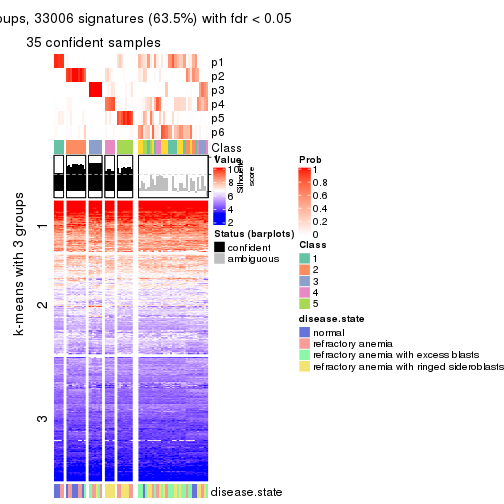 oups, 33006 signatures (63.5%) with fdr < 0.05
35 confident samples
p1
p2
p3
p4
p5
p6
Class
Silhouette score
k-means with 3 groups
1
2
3
disease.state
Value
10
8
6
4
2
Status (barplots)
confident
ambiguous
Prob
1
0.8
0.6
0.4
0.2
0
Class
1
2
3
4
5
disease.state
normal
refractory anemia
refractory anemia with excess blasts
refractory anemia with ringed sideroblasts